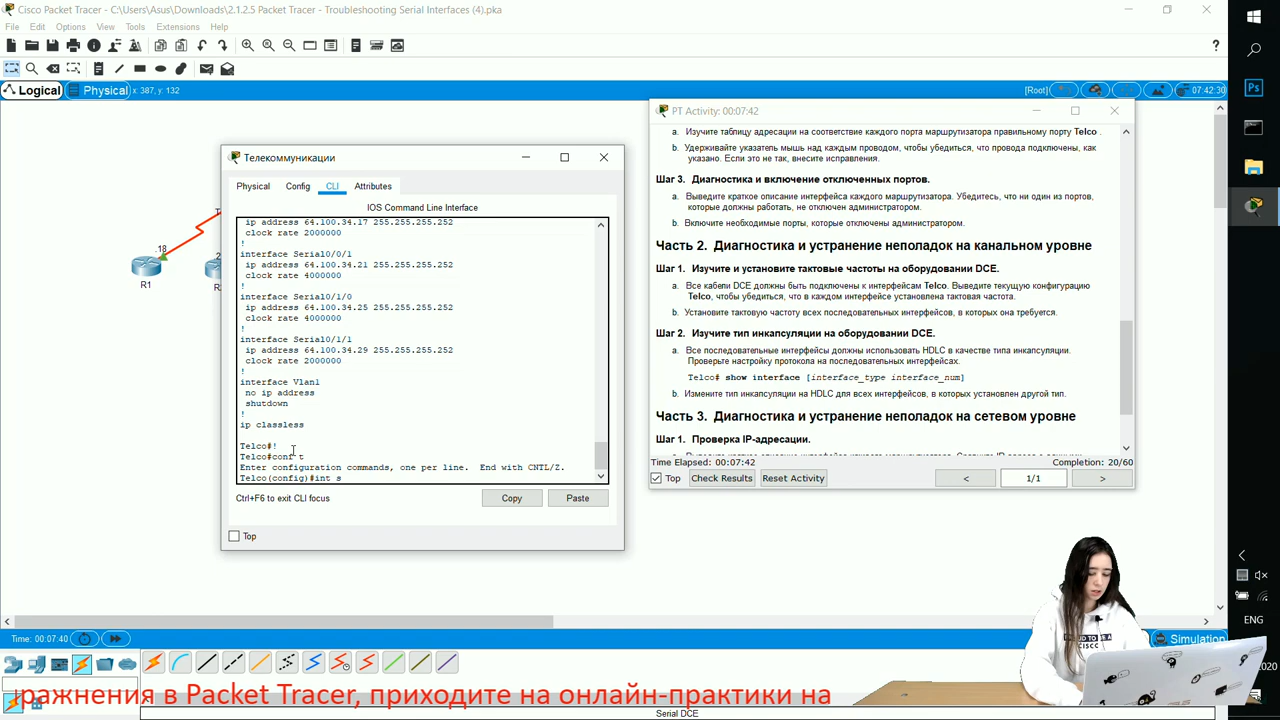 Cisco Packet Tracer - C:\Users\Asus\Downloads\2.1.2.5 Packet Tracer - Troubleshooting Serial Interfaces (4).pka
File Edit Options View Tools Extensions Help
?
Logical Physical x: 387, y: 132 [Root] 07:42:30
Телекоммуникации
Physical Config CLI Attributes
IOS Command Line Interface
ip address 64.100.34.17 255.255.255.252
clock rate 2000000
!
interface Serial0/0/1
ip address 64.100.34.21 255.255.255.252
clock rate 4000000
!
interface Serial0/1/0
ip address 64.100.34.25 255.255.255.252
clock rate 4000000
!
interface Serial0/1/1
ip address 64.100.34.29 255.255.255.252
clock rate 2000000
!
interface Vlan1
no ip address
shutdown
!
ip classless
Telco#!
Telco#conf t
Enter configuration commands, one per line. End with CNTL/Z.
Telco(config)#int s
Ctrl+F6 to exit CLI focus
Copy Paste
Top
.18
R1
PT Activity: 00:07:42
a. Изучите таблицу адресации на соответствие каждого порта маршрутизатора правильному порту Telco .
b. Удерживайте указатель мышь над каждым проводом, чтобы убедиться, что провода подключены, как
указано. Если это не так, внесите исправления.
Шаг 3. Диагностика и включение отключенных портов.
a. Выведите краткое описание интерфейса каждого маршрутизатора. Убедитесь, что ни один из портов,
которые должны работать, не отключен администратором.
b. Включите необходимые порты, которые отключены администратором.
Часть 2. Диагностика и устранение неполадок на канальном уровне
Шаг 1. Изучите и установите тактовые частоты на оборудовании DCE.
a. Все кабели DCE должны быть подключены к интерфейсам Telco. Выведите текущую конфигурацию
Telco, чтобы убедиться, что в каждом интерфейсе установлена тактовая частота.
b. Установите тактовую частоту всех последовательных интерфейсов, в которых она требуется.
Шаг 2. Изучите тип инкапсуляции на оборудовании DCE.
a. Все последовательные интерфейсы должны использовать HDLC в качестве типа инкапсуляции.
Проверьте настройку протокола на последовательных интерфейсах.
Telco# show interface [interface_type interface_num]
b. Измените тип инкапсуляции на HDLC для всех интерфейсов, в которых установлен другой тип.
Часть 3. Диагностика и устранение неполадок на сетевом уровне
Шаг 1. Проверка IP-адресации.
Time Elapsed: 00:07:42 Completion: 20/60
Top Check Results Reset Activity < 1/1 >
Time: 00:07:40 Simulation
ражнения в Packet Tracer, приходите на онлайн-практики на
Serial DCE
Ps
ENG